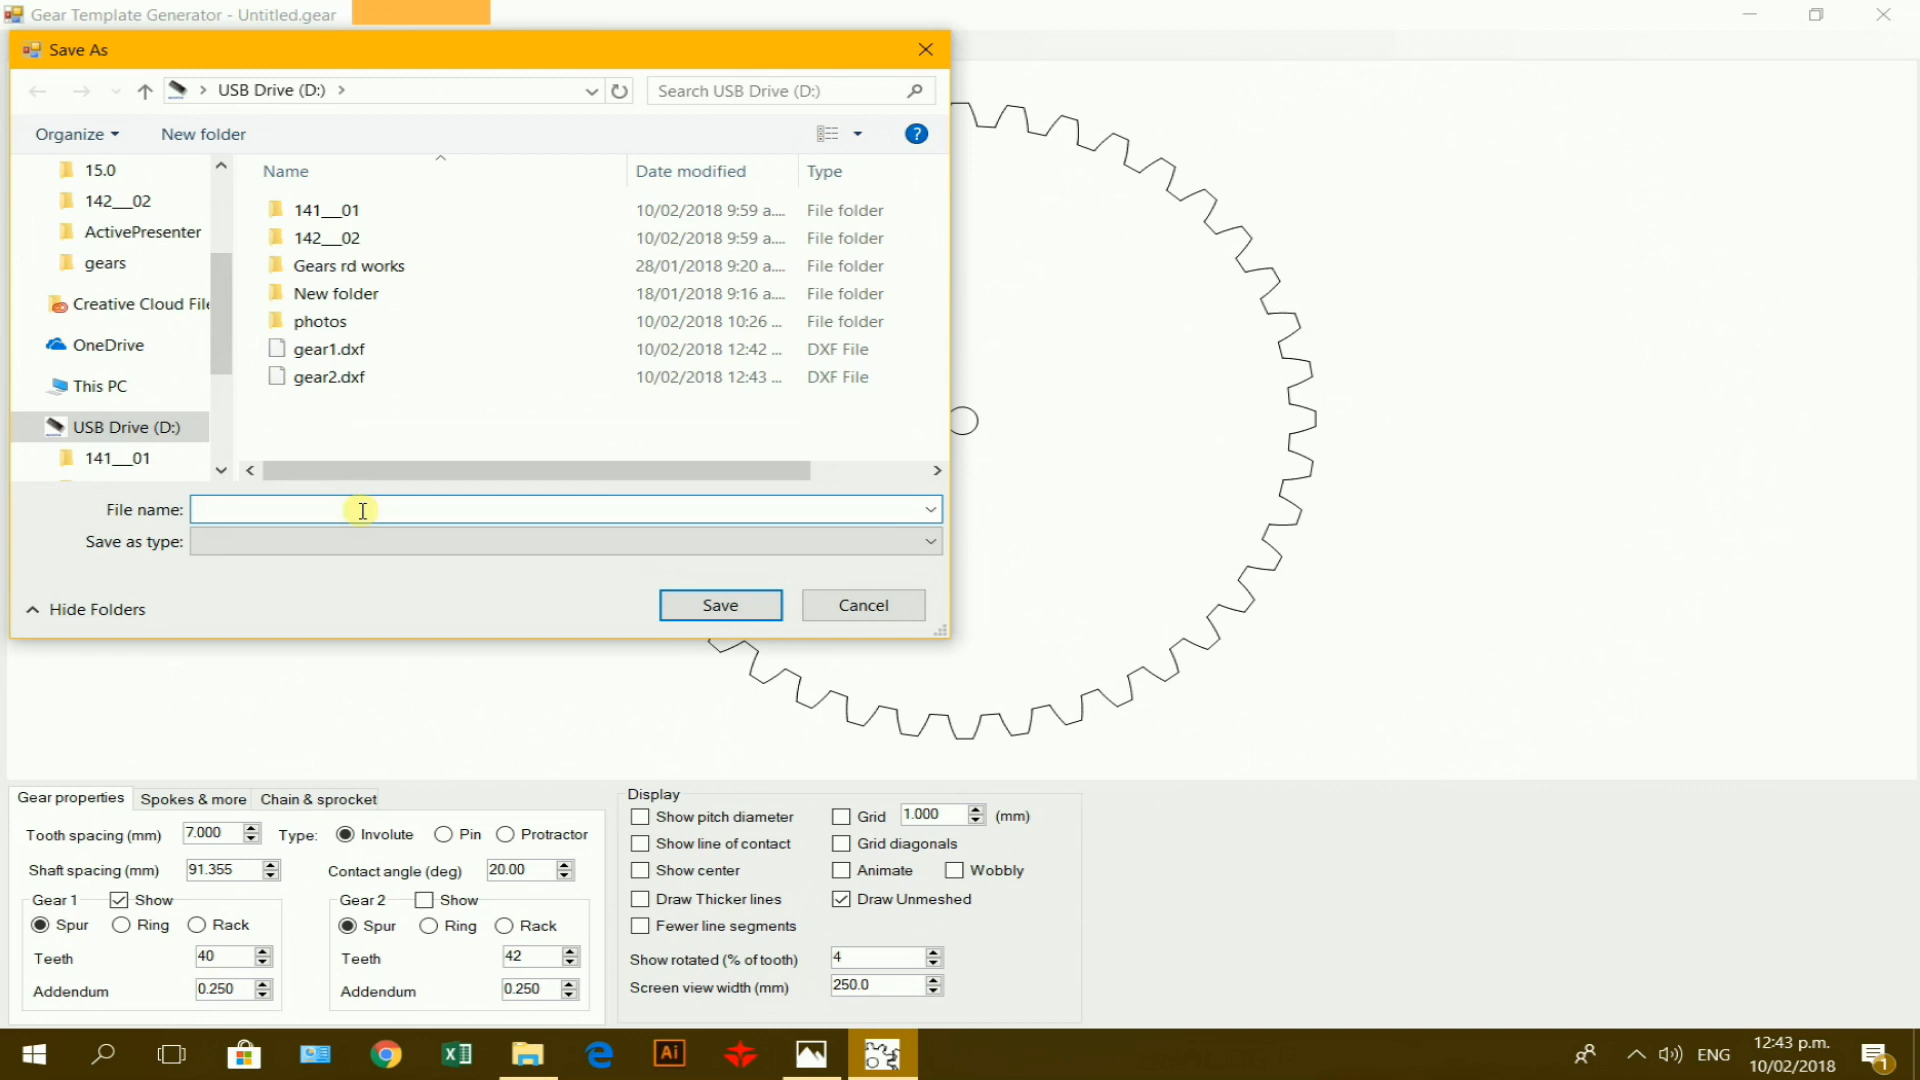 Gear Template Generator - Untitled.gear
Save As
USB Drive (D:)
Search USB Drive (D:)
Organize
New folder
Name
Date modified
Type
15.0
142__02
ActivePresenter
gears
Creative Cloud File
OneDrive
This PC
USB Drive (D:)
141__01
141__01 10/02/2018 9:59 a.... File folder
142__02 10/02/2018 9:59 a.... File folder
Gears rd works 28/01/2018 9:20 a.... File folder
New folder 18/01/2018 9:16 a.... File folder
photos 10/02/2018 10:26 ... File folder
gear1.dxf 10/02/2018 12:42 ... DXF File
gear2.dxf 10/02/2018 12:43 ... DXF File
File name:
Save as type:
Hide Folders
Save
Cancel
Gear properties Spokes & more Chain & sprocket
Tooth spacing (mm) 7.000 Type: Involute Pin Protractor
Shaft spacing (mm) 91.355 Contact angle (deg) 20.00
Gear 1 Show
Spur Ring Rack
Teeth 40
Addendum 0.250
Gear 2 Show
Spur Ring Rack
Teeth 42
Addendum 0.250
Display
Show pitch diameter Grid 1.000 (mm)
Show line of contact Grid diagonals
Show center Animate Wobbly
Draw Thicker lines Draw Unmeshed
Fewer line segments
Show rotated (% of tooth) 4
Screen view width (mm) 250.0
Ai
ENG
12:43 p.m.
10/02/2018
1